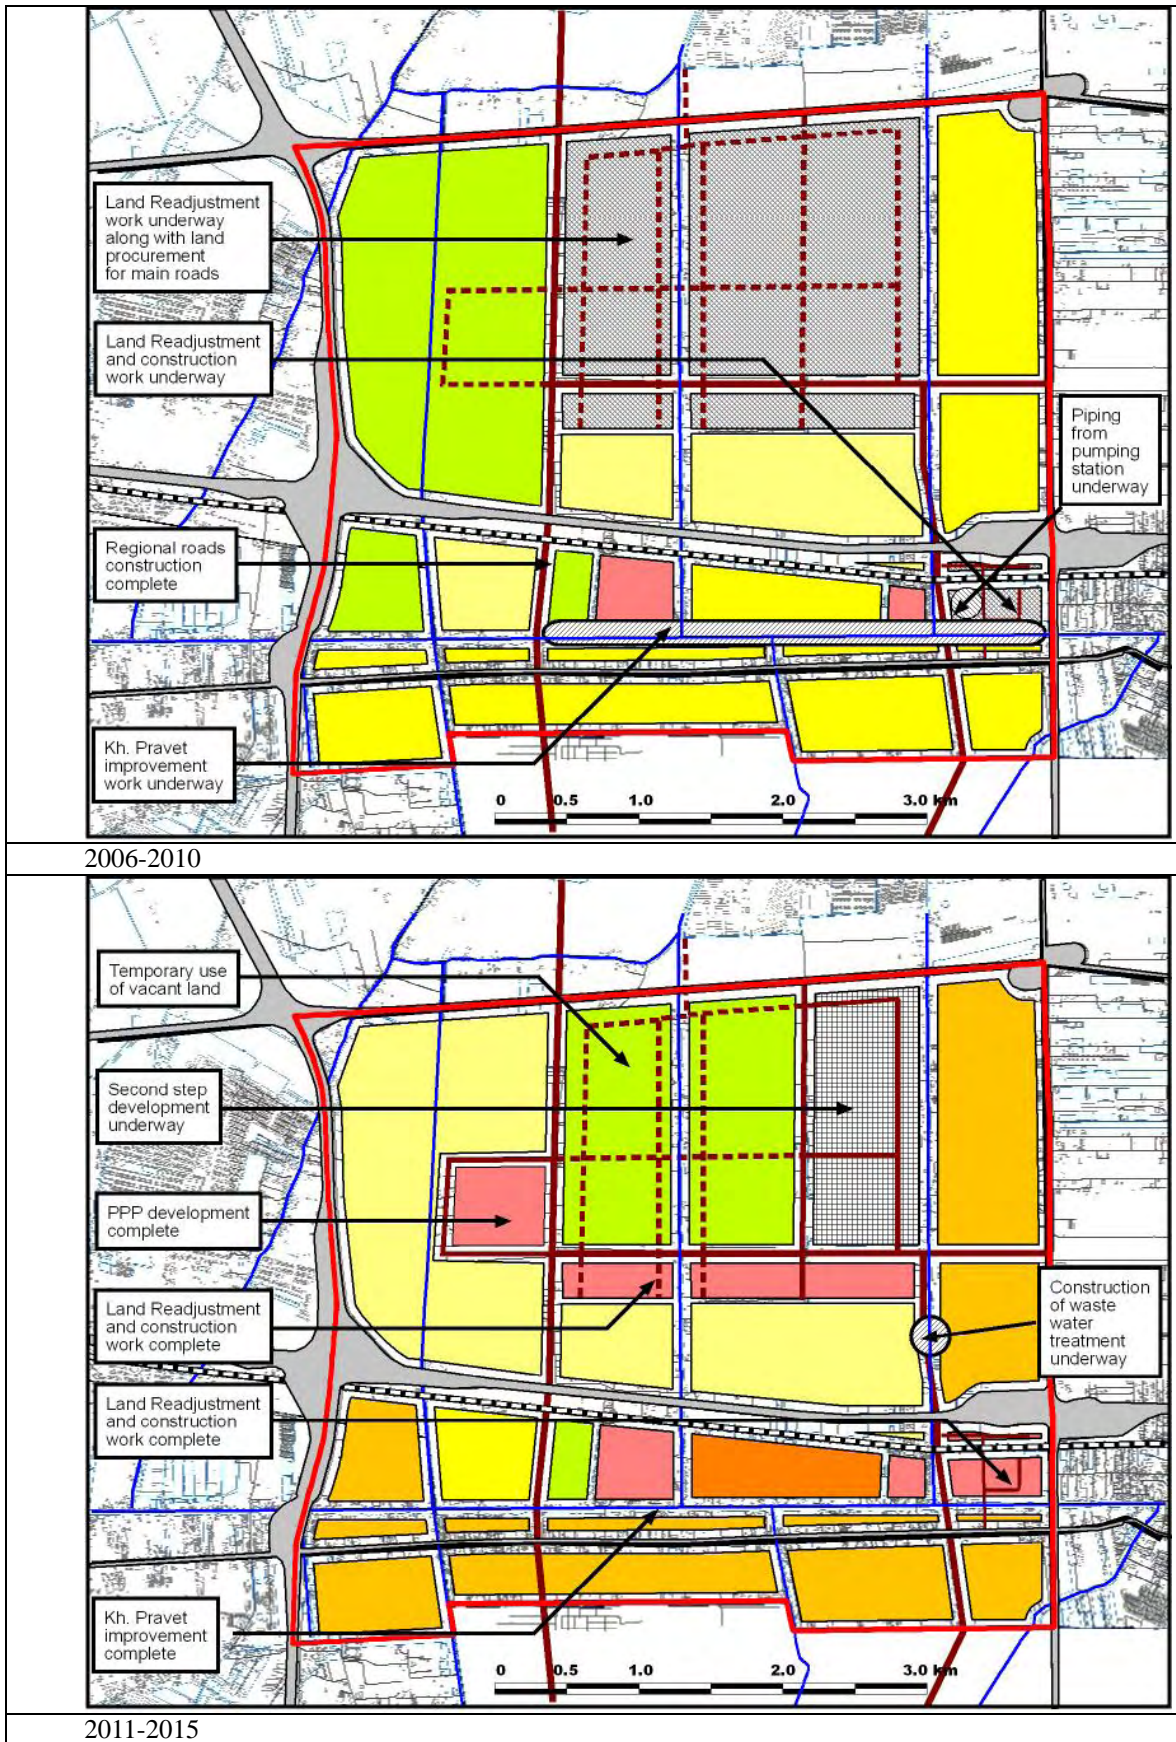 Land Readjustment
work underway
along with land
procurement
for main roads
Land Readjustment
and construction
work underway
Piping
from
pumping
station
underway
Regional roads
construction
complete
Kh. Pravet
improvement
work underway
0 0.5 1.0 2.0 3.0 km
2006-2010
Temporary use
of vacant land
Second step
development
underway
PPP development
complete
Land Readjustment
and construction
work complete
Construction
of waste
water
treatment
underway
Land Readjustment
and construction
work complete
Kh. Pravet
improvement
complete
0 0.5 1.0 2.0 3.0 km
2011-2015